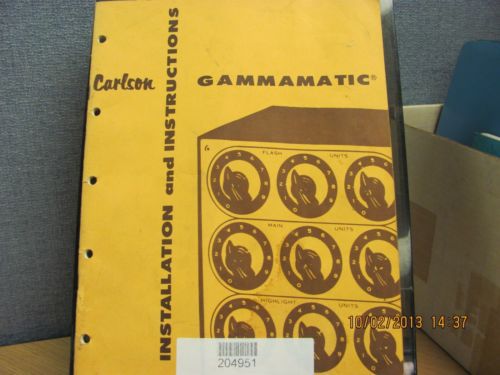 Carlson
INSTALLATION and INSTRUCTIONS
GAMMAMATIC®
FLASH UNITS
MAIN UNITS
HIGHLIGHT UNITS
204951
10/02/2013 14:37